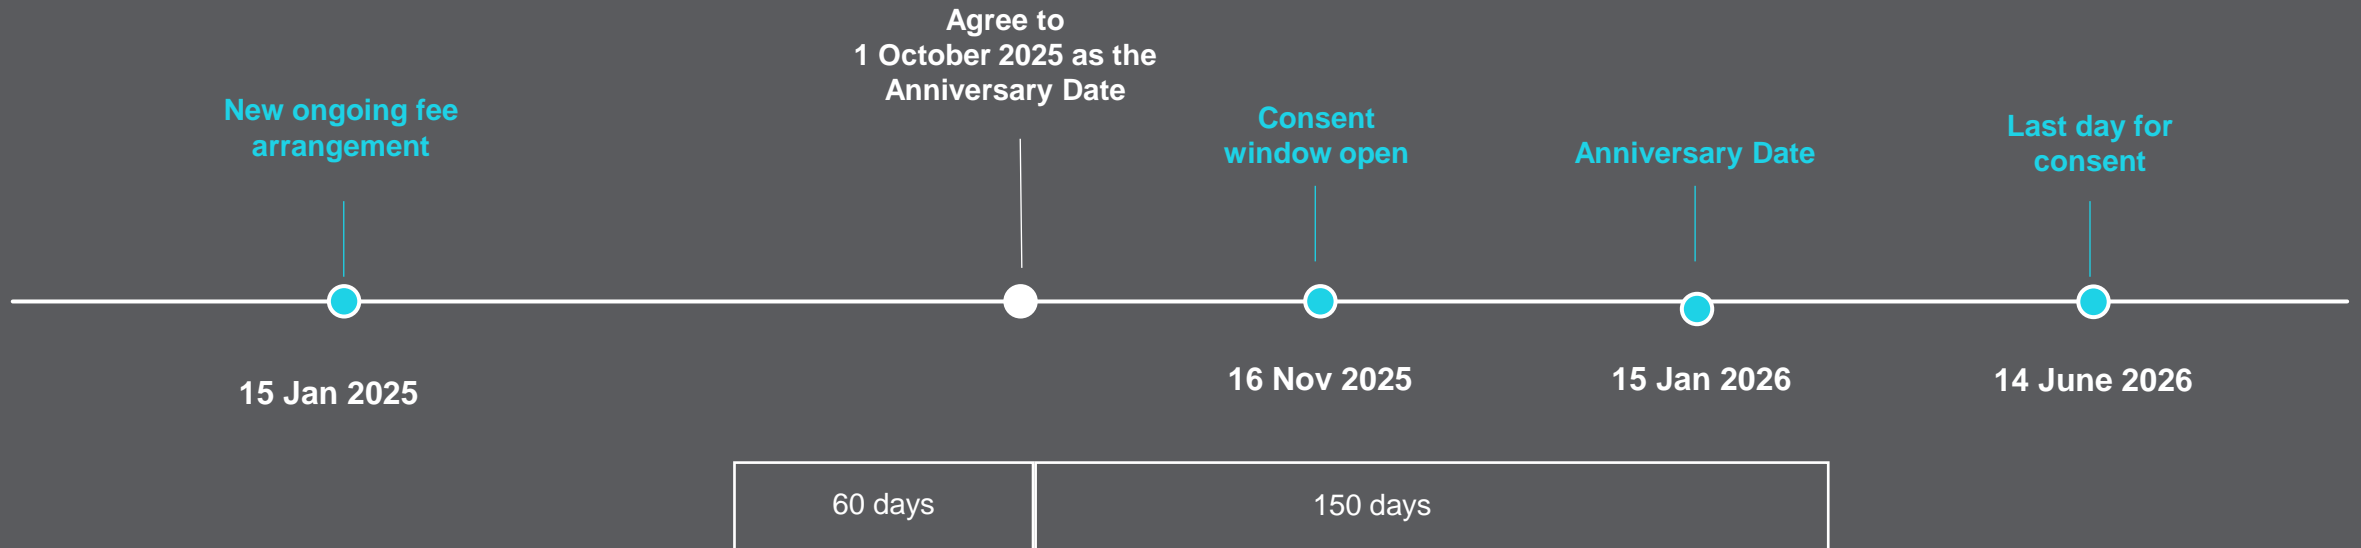 New ongoing fee
arrangement
Agree to
1 October 2025 as the
Anniversary Date
Consent
window open
Anniversary Date
Last day for
consent
15 Jan 2025
16 Nov 2025
15 Jan 2026
14 June 2026
60 days
150 days